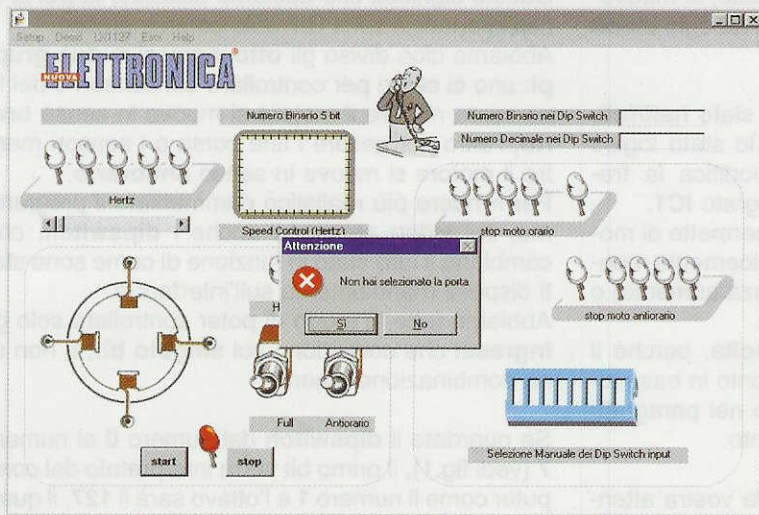 Setup Demo LX1127 Esci Help
NUOVA ELETTRONICA
Numero Binario 5 bit
Numero Binario nei Dip Switch
Numero Decimale nei Dip Switch
Hertz
Speed Control (Hertz)
stop moto orario
Attenzione
Non hai selezionato la porta
Sì
No
H
stop moto antiorario
Full
Antiorario
start
stop
Selezione Manuale dei Dip Switch input